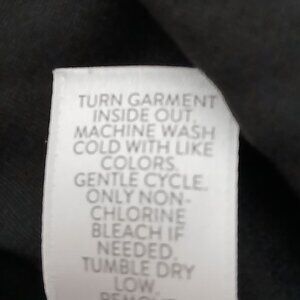 TURN GARMENT
INSIDE OUT.
MACHINE WASH
COLD WITH LIKE
COLORS.
GENTLE CYCLE.
ONLY NON-
CHLORINE
BLEACH IF
NEEDED.
TUMBLE DRY
LOW.
REMOVE